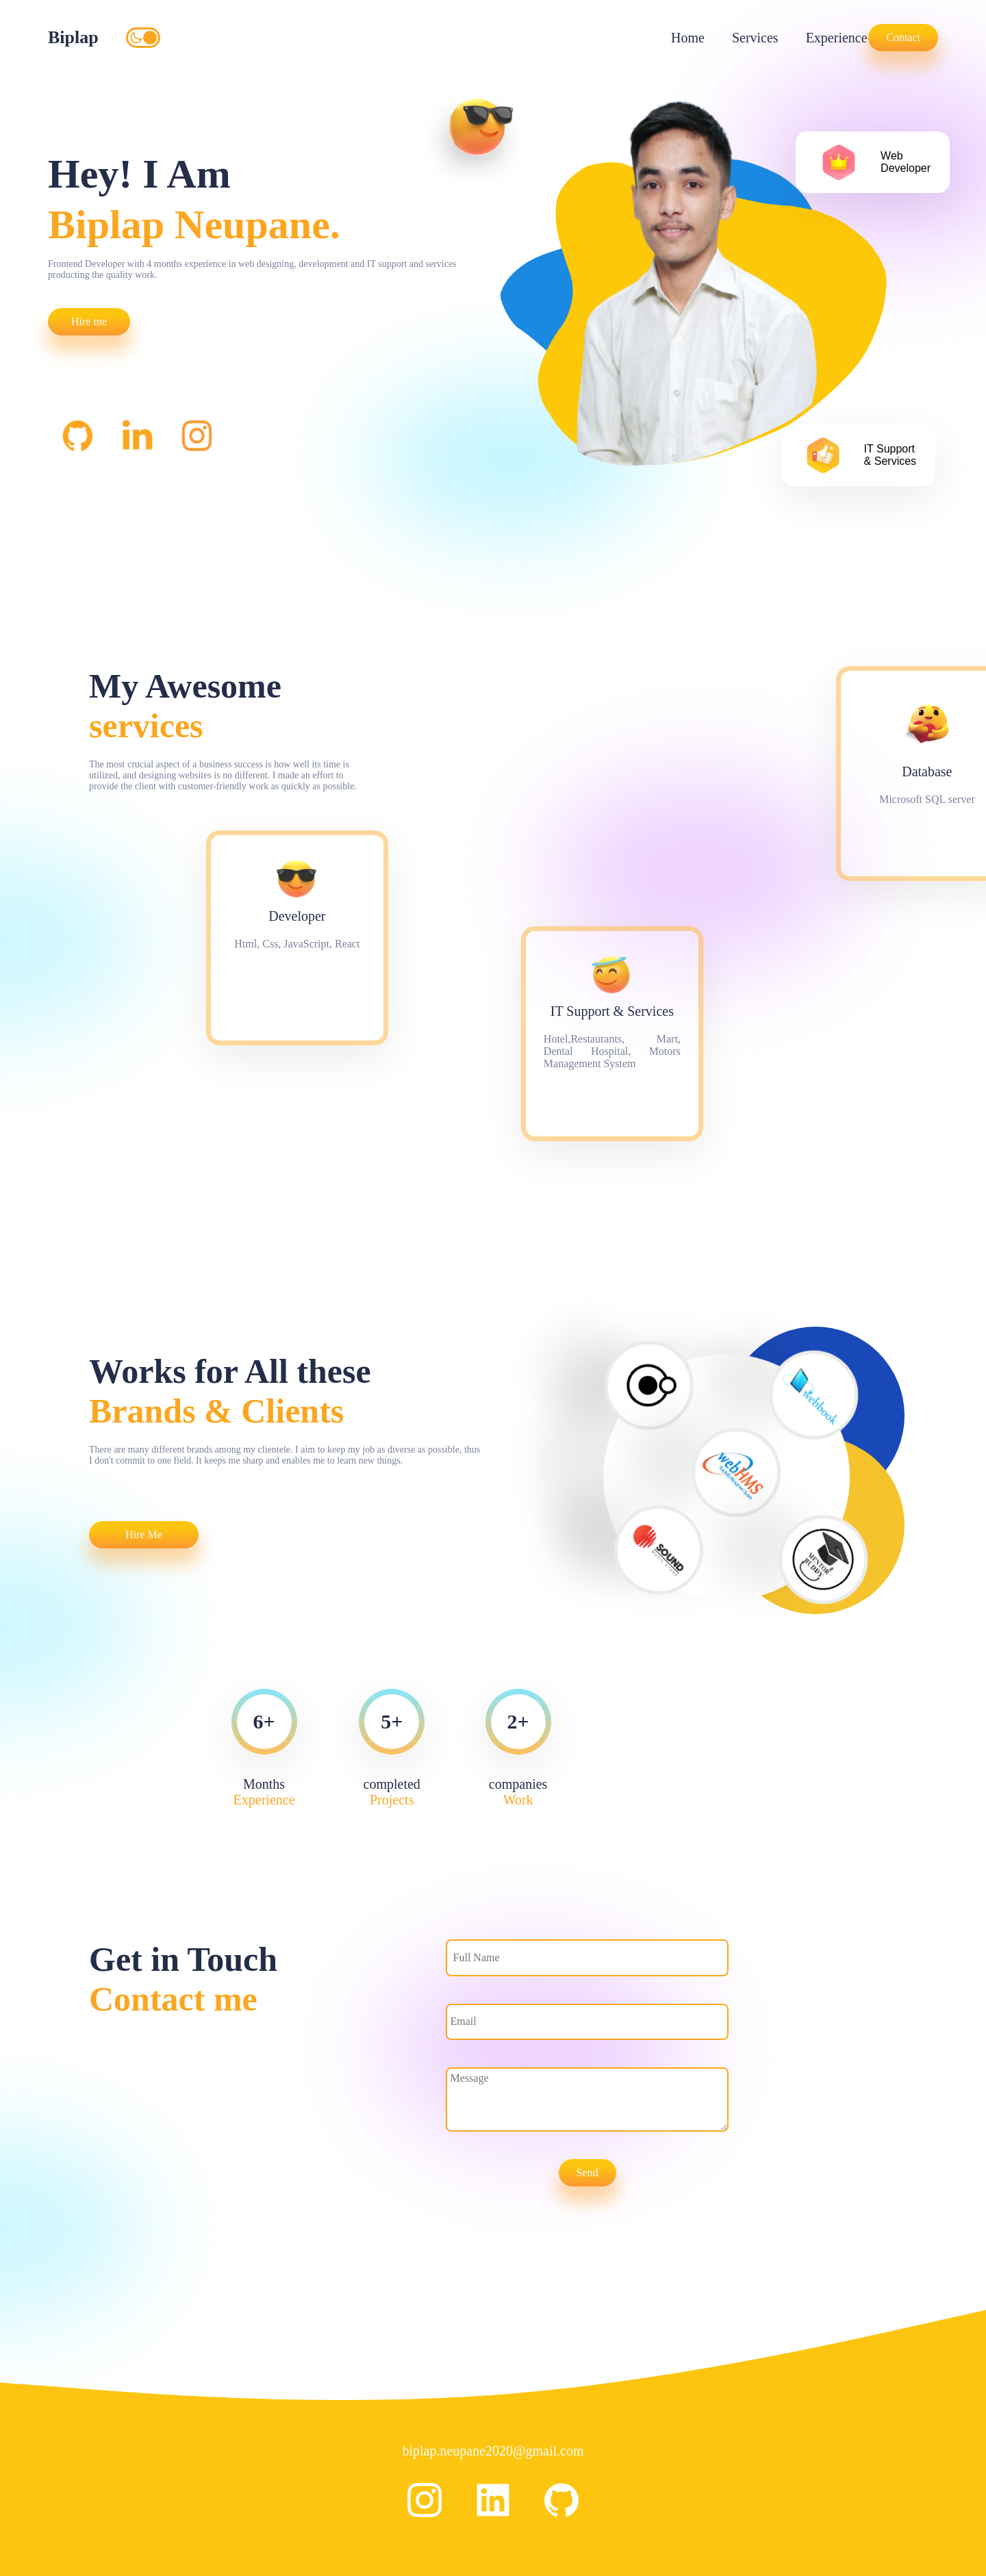 Biplap
Home
Services
Experience
Contact
Hey! I Am
Biplap Neupane.
Frontend Developer with 4 months experience in web designing, development and IT support and services
producting the quality work.
Hire me
Web
Developer
IT Support
& Services
My Awesome
services
The most crucial aspect of a business success is how well its time is
utilized, and designing websites is no different. I made an effort to
provide the client with customer-friendly work as quickly as possible.
Database
Microsoft SQL server
Developer
Html, Css, JavaScript, React
IT Support & Services
Hotel,Restaurants, Mart,
Dental Hospital, Motors
Management System
Works for All these
Brands & Clients
There are many different brands among my clientele. I aim to keep my job as diverse as possible, thus
I don't commit to one field. It keeps me sharp and enables me to learn new things.
Hire Me
webbook
webHMS
SOUND
MENTOR
BUDDY
6+
5+
2+
Months
Experience
completed
Projects
companies
Work
Get in Touch
Contact me
Full Name
Email
Message
Send
biplap.neupane2020@gmail.com